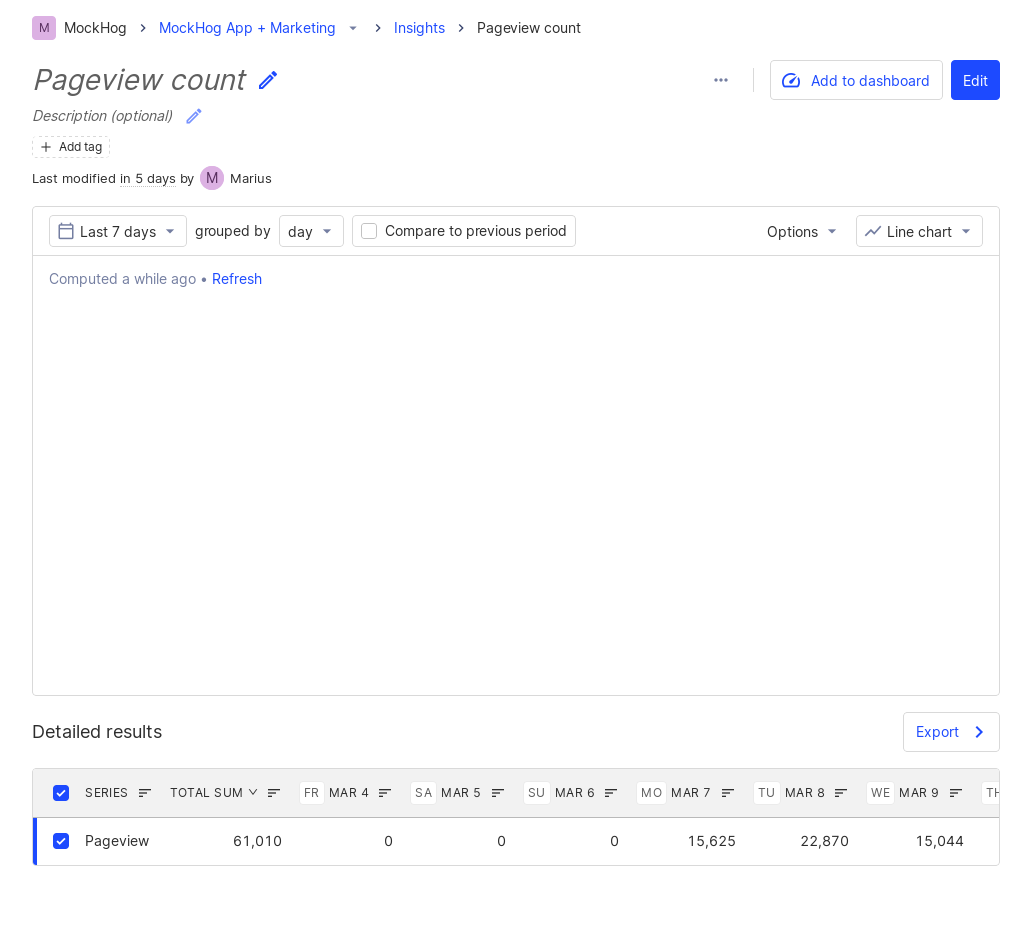 M MockHog MockHog App + Marketing Insights Pageview count
Pageview count
Add to dashboard Edit
Description (optional)
Add tag
Last modified in 5 days by M Marius
Last 7 days grouped by day Compare to previous period Options Line chart
Computed a while ago • Refresh
Detailed results
Export
SERIES TOTAL SUM FR MAR 4 SA MAR 5 SU MAR 6 MO MAR 7 TU MAR 8 WE MAR 9 TH
Pageview 61,010 0 0 0 15,625 22,870 15,044